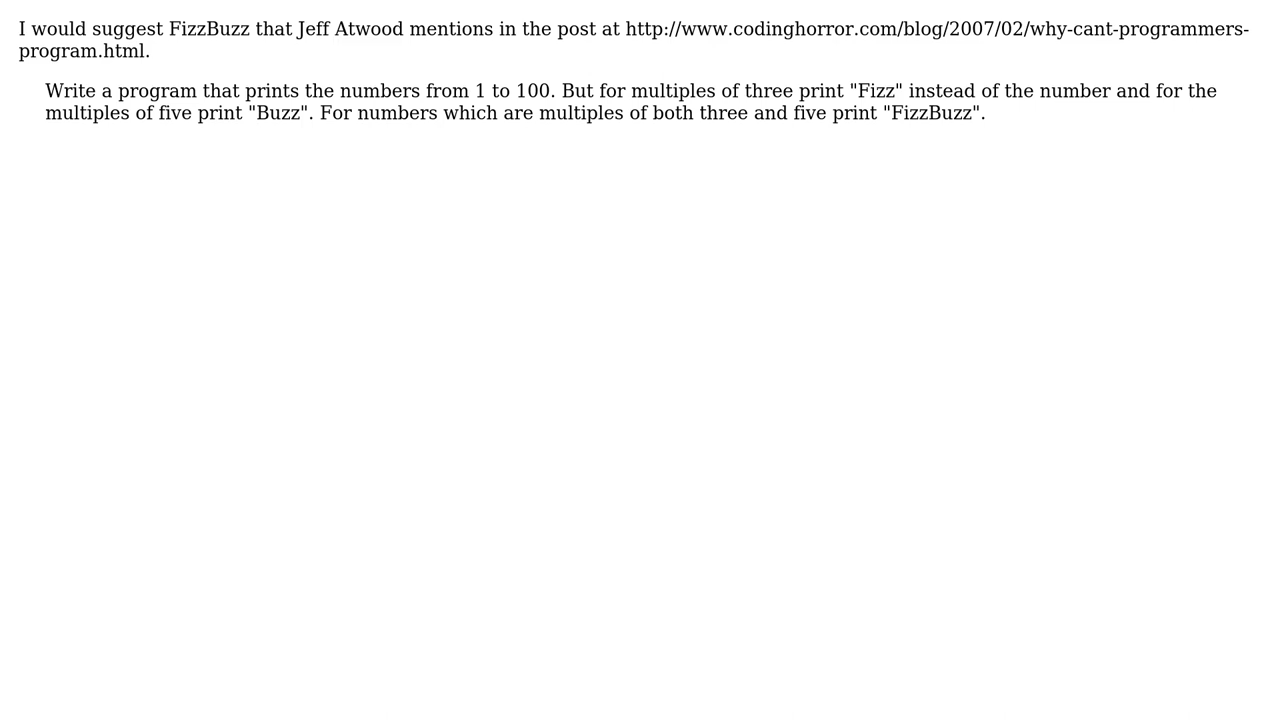 I would suggest FizzBuzz that Jeff Atwood mentions in the post at http://www.codinghorror.com/blog/2007/02/why-cant-programmers-
program.html.
Write a program that prints the numbers from 1 to 100. But for multiples of three print "Fizz" instead of the number and for the
multiples of five print "Buzz". For numbers which are multiples of both three and five print "FizzBuzz".